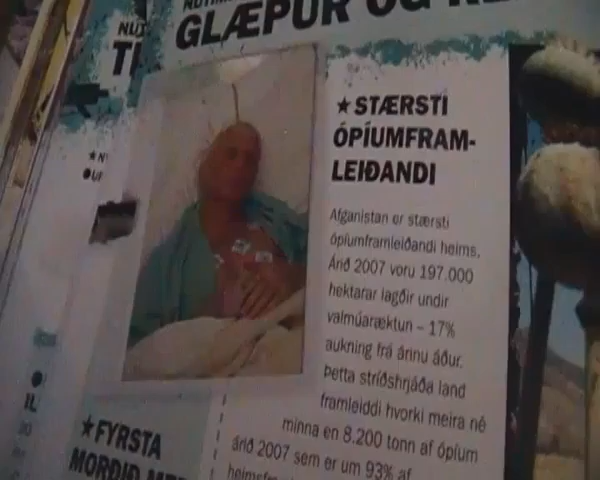 GLÆPUR OG
★ STÆRSTI
ÓPÍUMFRAM-
LEIÐANDI
Afganistan er stærsti
ópíumframleiðandi heims.
Árið 2007 voru 197.000
hektarar lagðir undir
valmúaræktun – 17%
aukning frá árinu áður.
Þetta stríðshrjáða land
framleiddi hvorki meira né
minna en 8.200 tonn af ópíum
árið 2007 sem er um 93% af
★ FYRSTA
MORÐIÐ